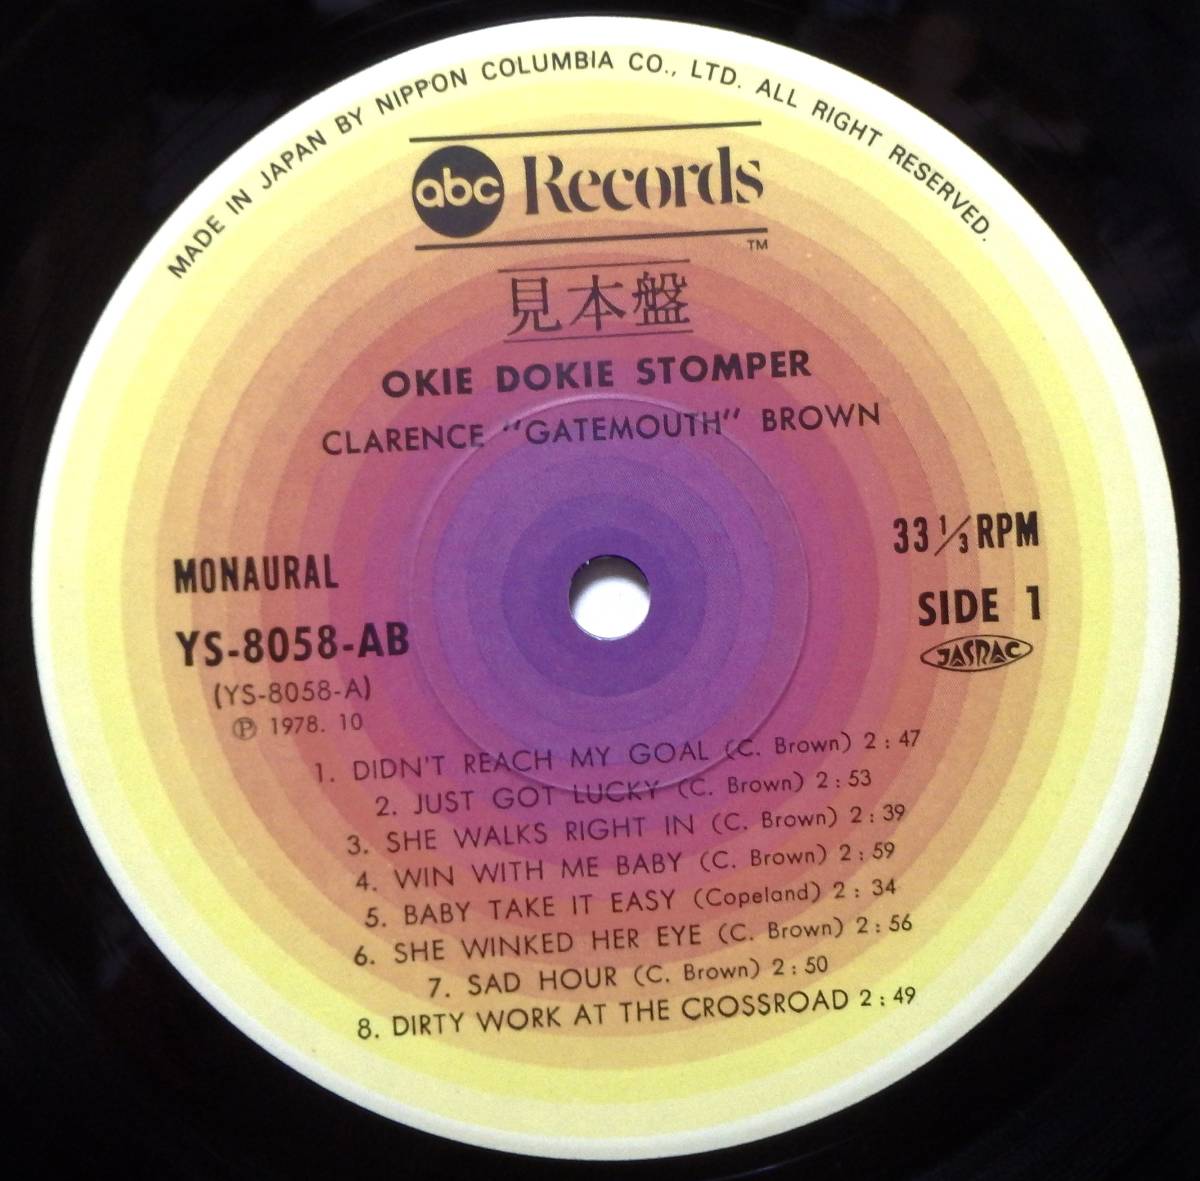 MADE IN JAPAN BY NIPPON COLUMBIA CO., LTD. ALL RIGHT RESERVED.
abc Records
TM
見本盤
OKIE DOKIE STOMPER
CLARENCE "GATEMOUTH" BROWN
MONAURAL
33 1/3 RPM
YS-8058-AB
SIDE 1
(YS-8058-A)
JASRAC
Ⓟ 1978. 10
1. DIDN'T REACH MY GOAL (C. Brown) 2:47
2. JUST GOT LUCKY (C. Brown) 2:53
3. SHE WALKS RIGHT IN (C. Brown) 2:39
4. WIN WITH ME BABY (C. Brown) 2:59
5. BABY TAKE IT EASY (Copeland) 2:34
6. SHE WINKED HER EYE (C. Brown) 2:56
7. SAD HOUR (C. Brown) 2:50
8. DIRTY WORK AT THE CROSSROAD 2:49